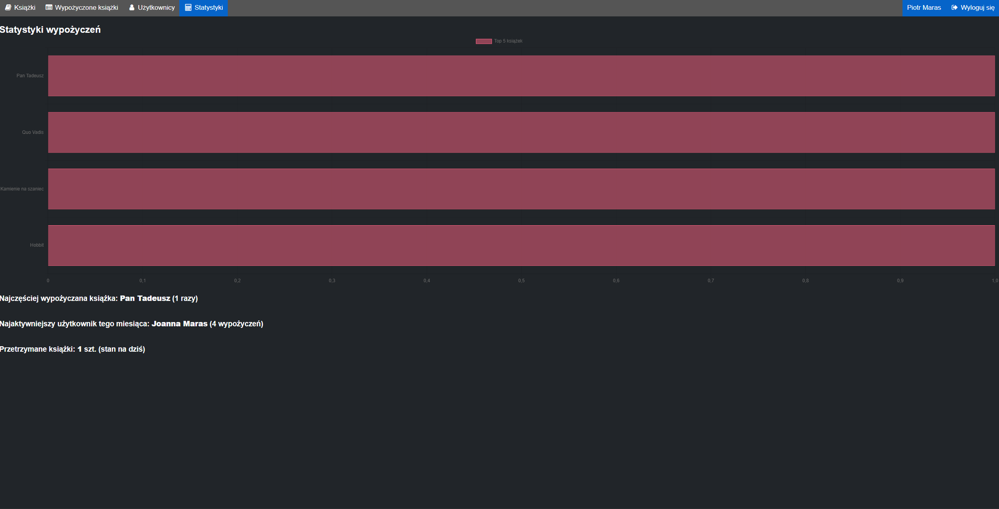 Książki Wypożyczone książki Użytkownicy Statystyki Piotr Maras Wyloguj się
Statystyki wypożyczeń
Top 5 książek
Pan Tadeusz
Quo Vadis
Kamienie na szaniec
Hobbit
0 0,1 0,2 0,3 0,4 0,5 0,6 0,7 0,8 0,9 1,0
Najczęściej wypożyczana książka: Pan Tadeusz (1 razy)
Najaktywniejszy użytkownik tego miesiąca: Joanna Maras (4 wypożyczeń)
Przetrzymane książki: 1 szt. (stan na dziś)